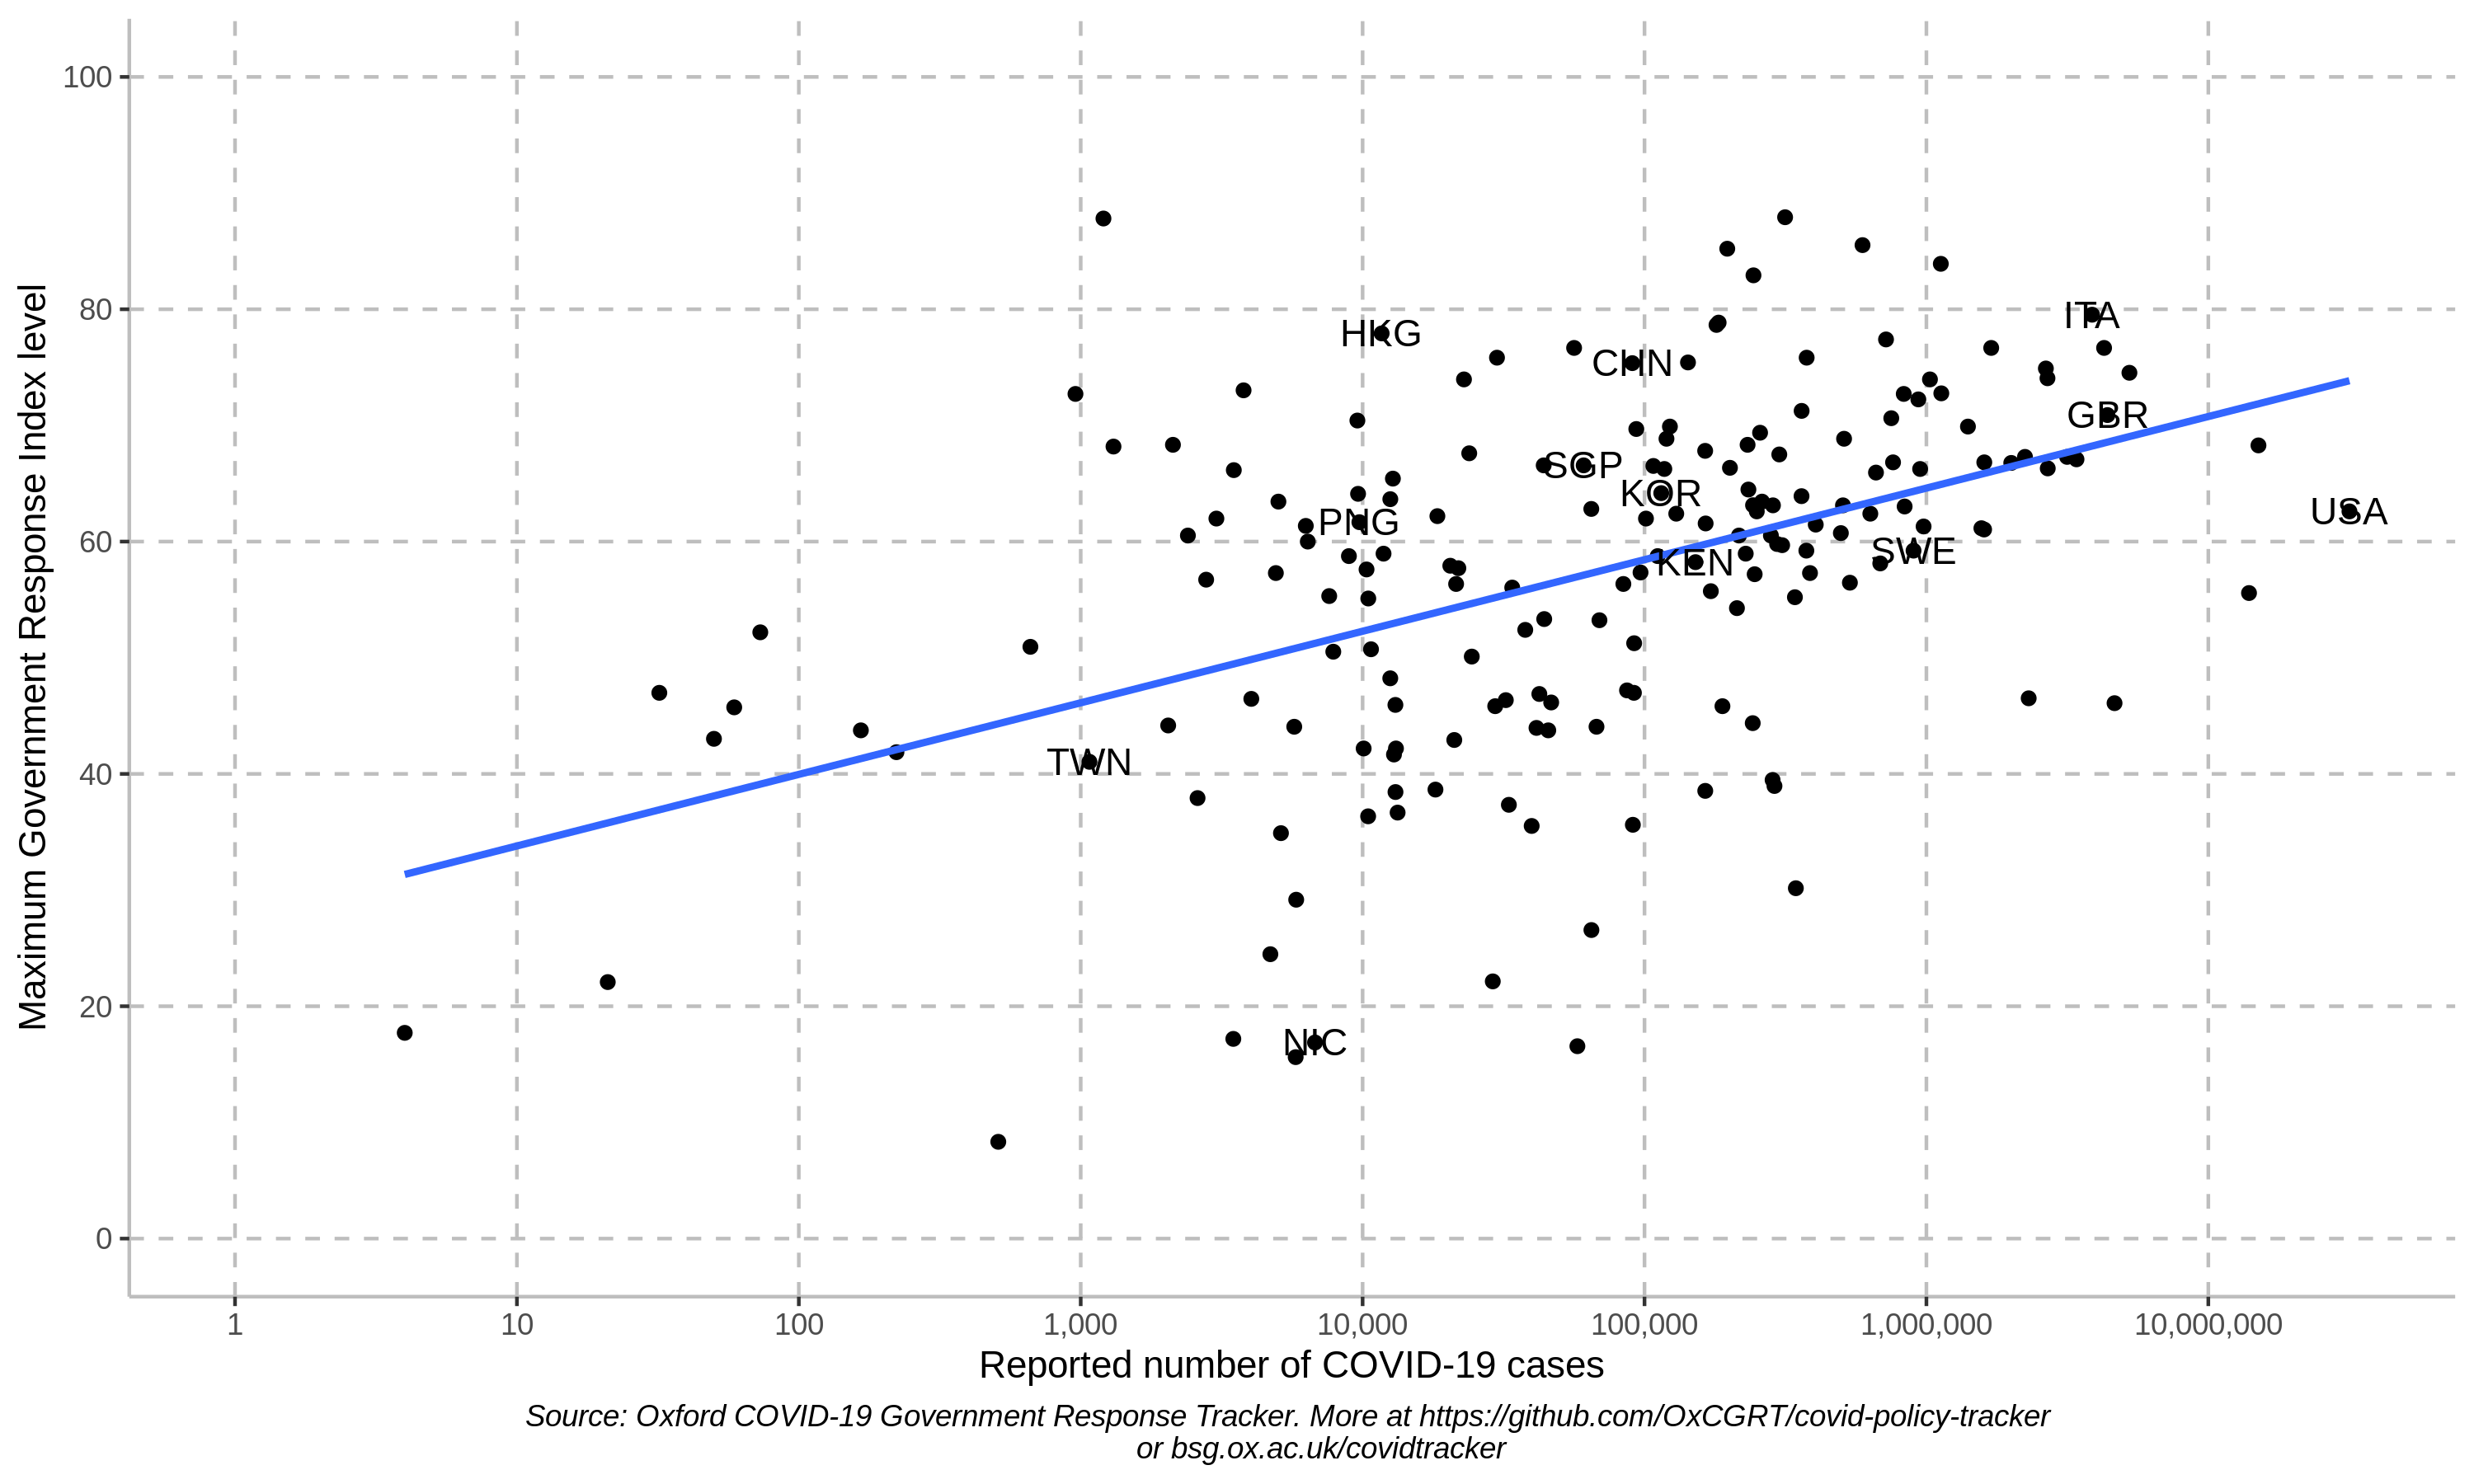 Maximum Government Response Index level
100
80
60
40
20
0
HKG
ITA
CHN
GBR
SGP
KOR
PNG
USA
SWE
KEN
TWN
NIC
1
10
100
1,000
10,000
100,000
1,000,000
10,000,000
Reported number of COVID-19 cases
Source: Oxford COVID-19 Government Response Tracker. More at https://github.com/OxCGRT/covid-policy-tracker
or bsg.ox.ac.uk/covidtracker